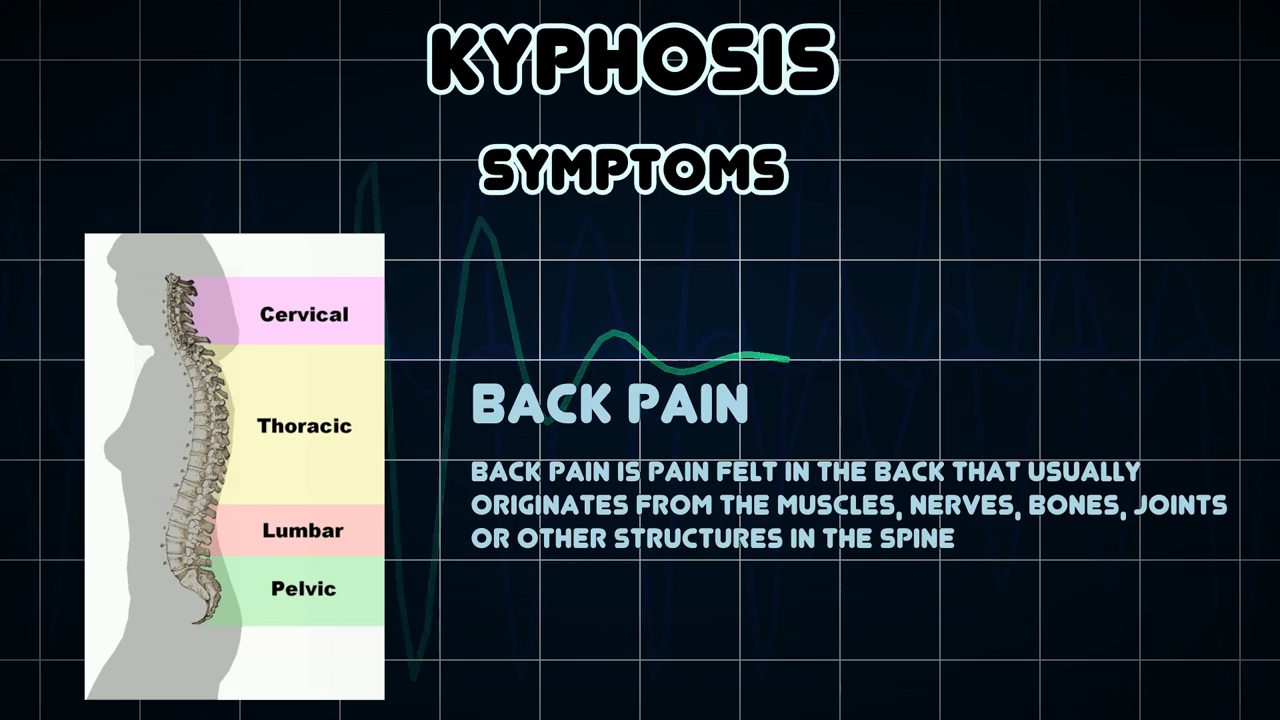 KYPHOSIS
SYMPTOMS
Cervical
Thoracic
Lumbar
Pelvic
BACK PAIN
BACK PAIN IS PAIN FELT IN THE BACK THAT USUALLY
ORIGINATES FROM THE MUSCLES, NERVES, BONES, JOINTS
OR OTHER STRUCTURES IN THE SPINE